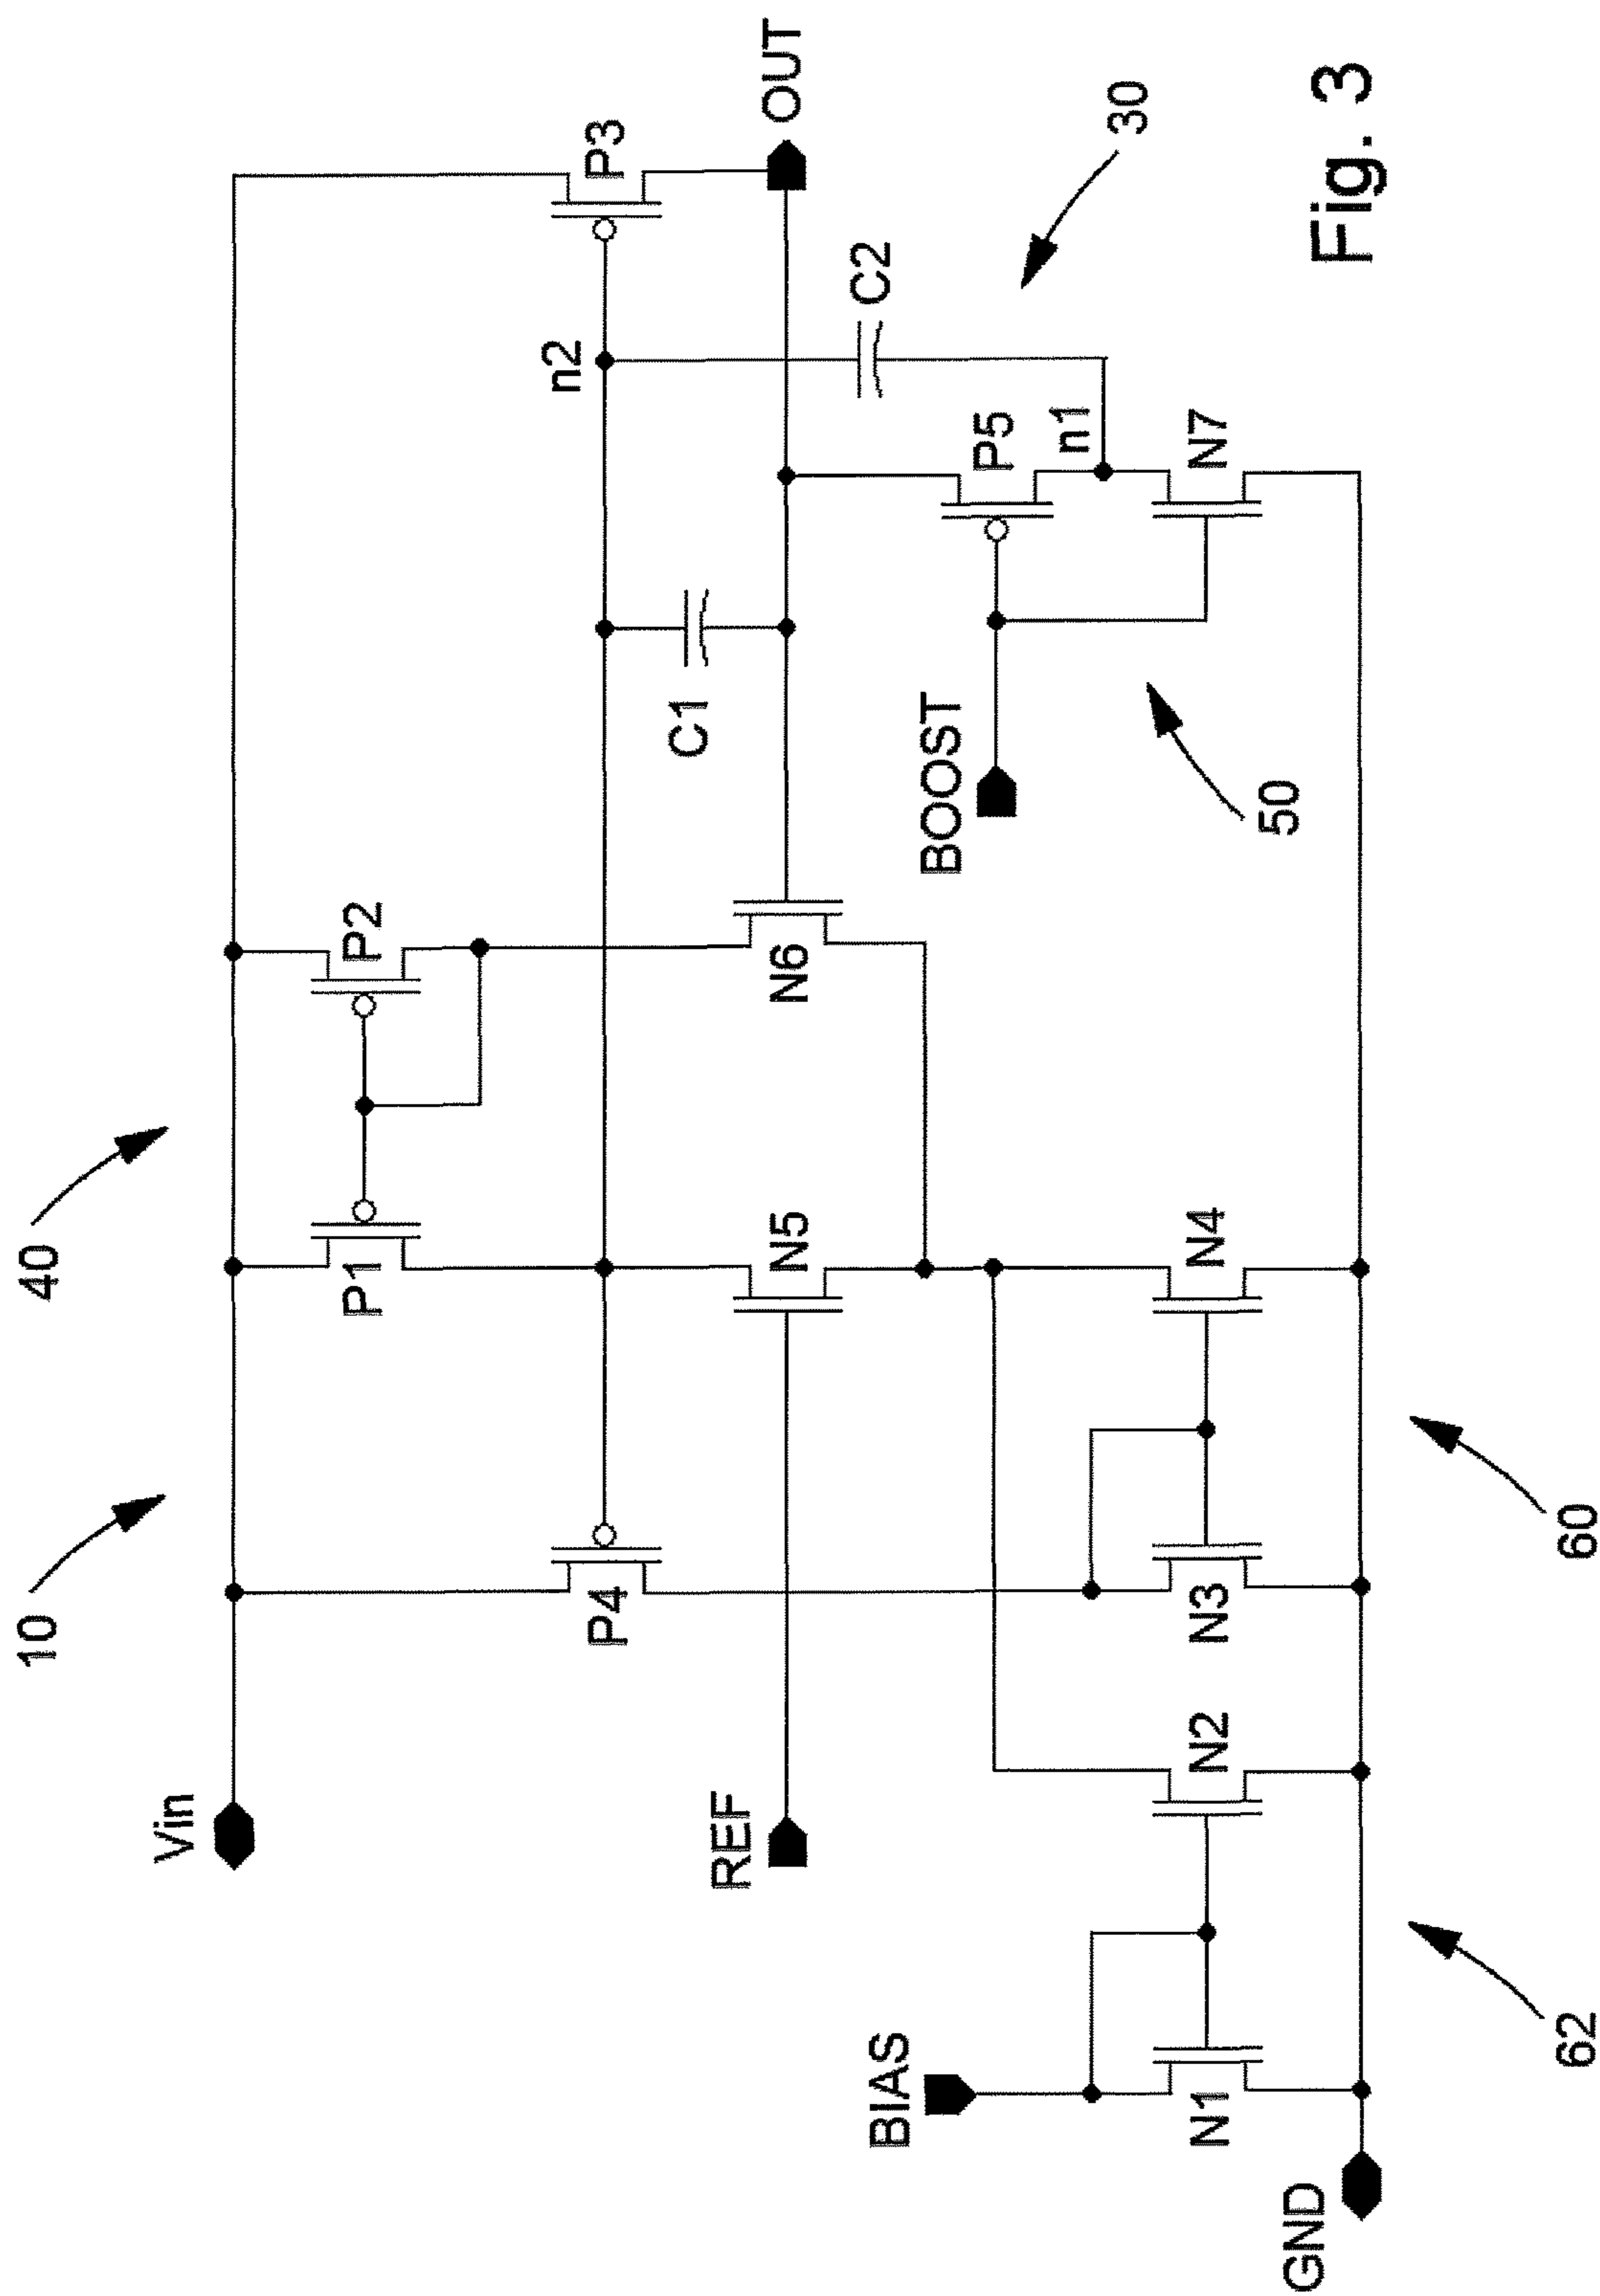 10
40
Vin
P1
P2
P4
n2
P3
REF
N5
N6
C1
OUT
BIAS
BOOST
C2
P5
n1
30
N1
N2
N3
N4
N7
GND
50
62
60
Fig. 3